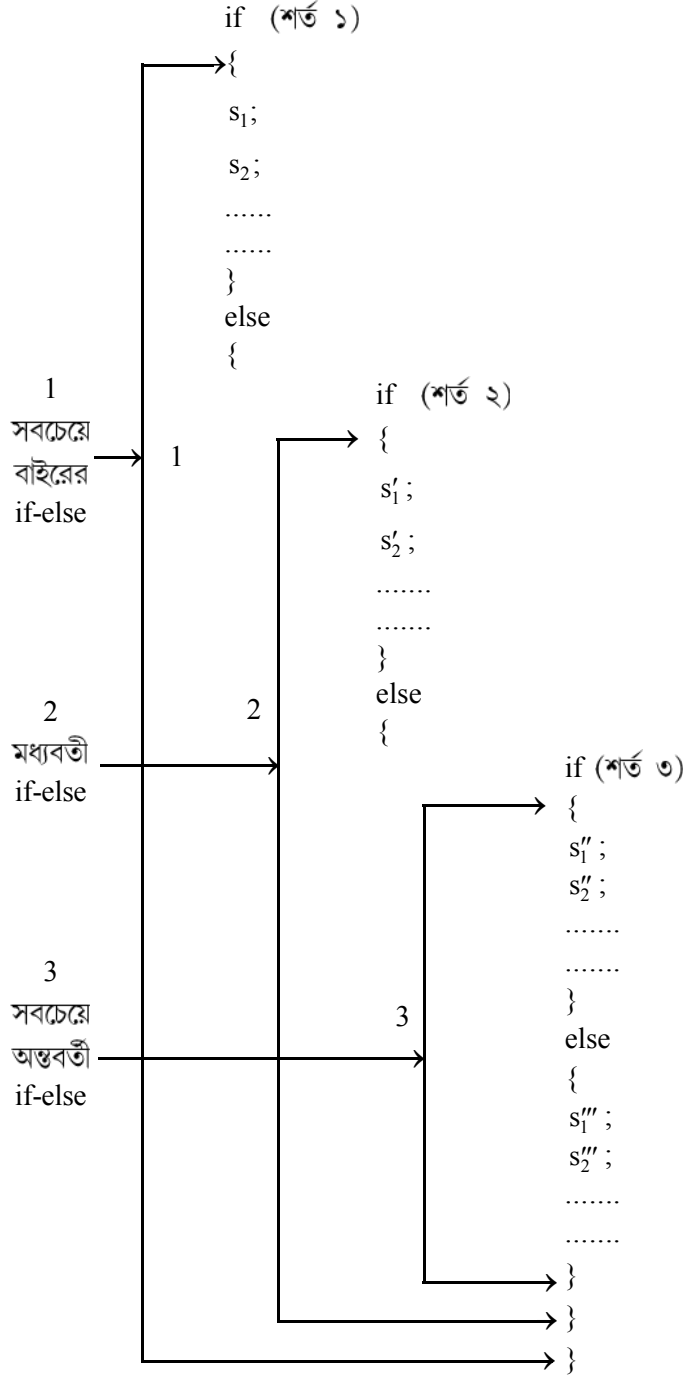 if (শর্ত ১)
{
s₁;
s₂;
......
......
}
else
{
1
সবচেয়ে
বাইরের
if-else
1
if (শর্ত ২)
{
s′₁;
s′₂;
.......
.......
}
else
{
2
মধ্যবতী
if-else
2
if (শর্ত ৩)
{
s″₁;
s″₂;
.......
.......
}
else
{
s‴₁;
s‴₂;
.......
.......
}
}
}
3
সবচেয়ে
অন্তবর্তী
if-else
3